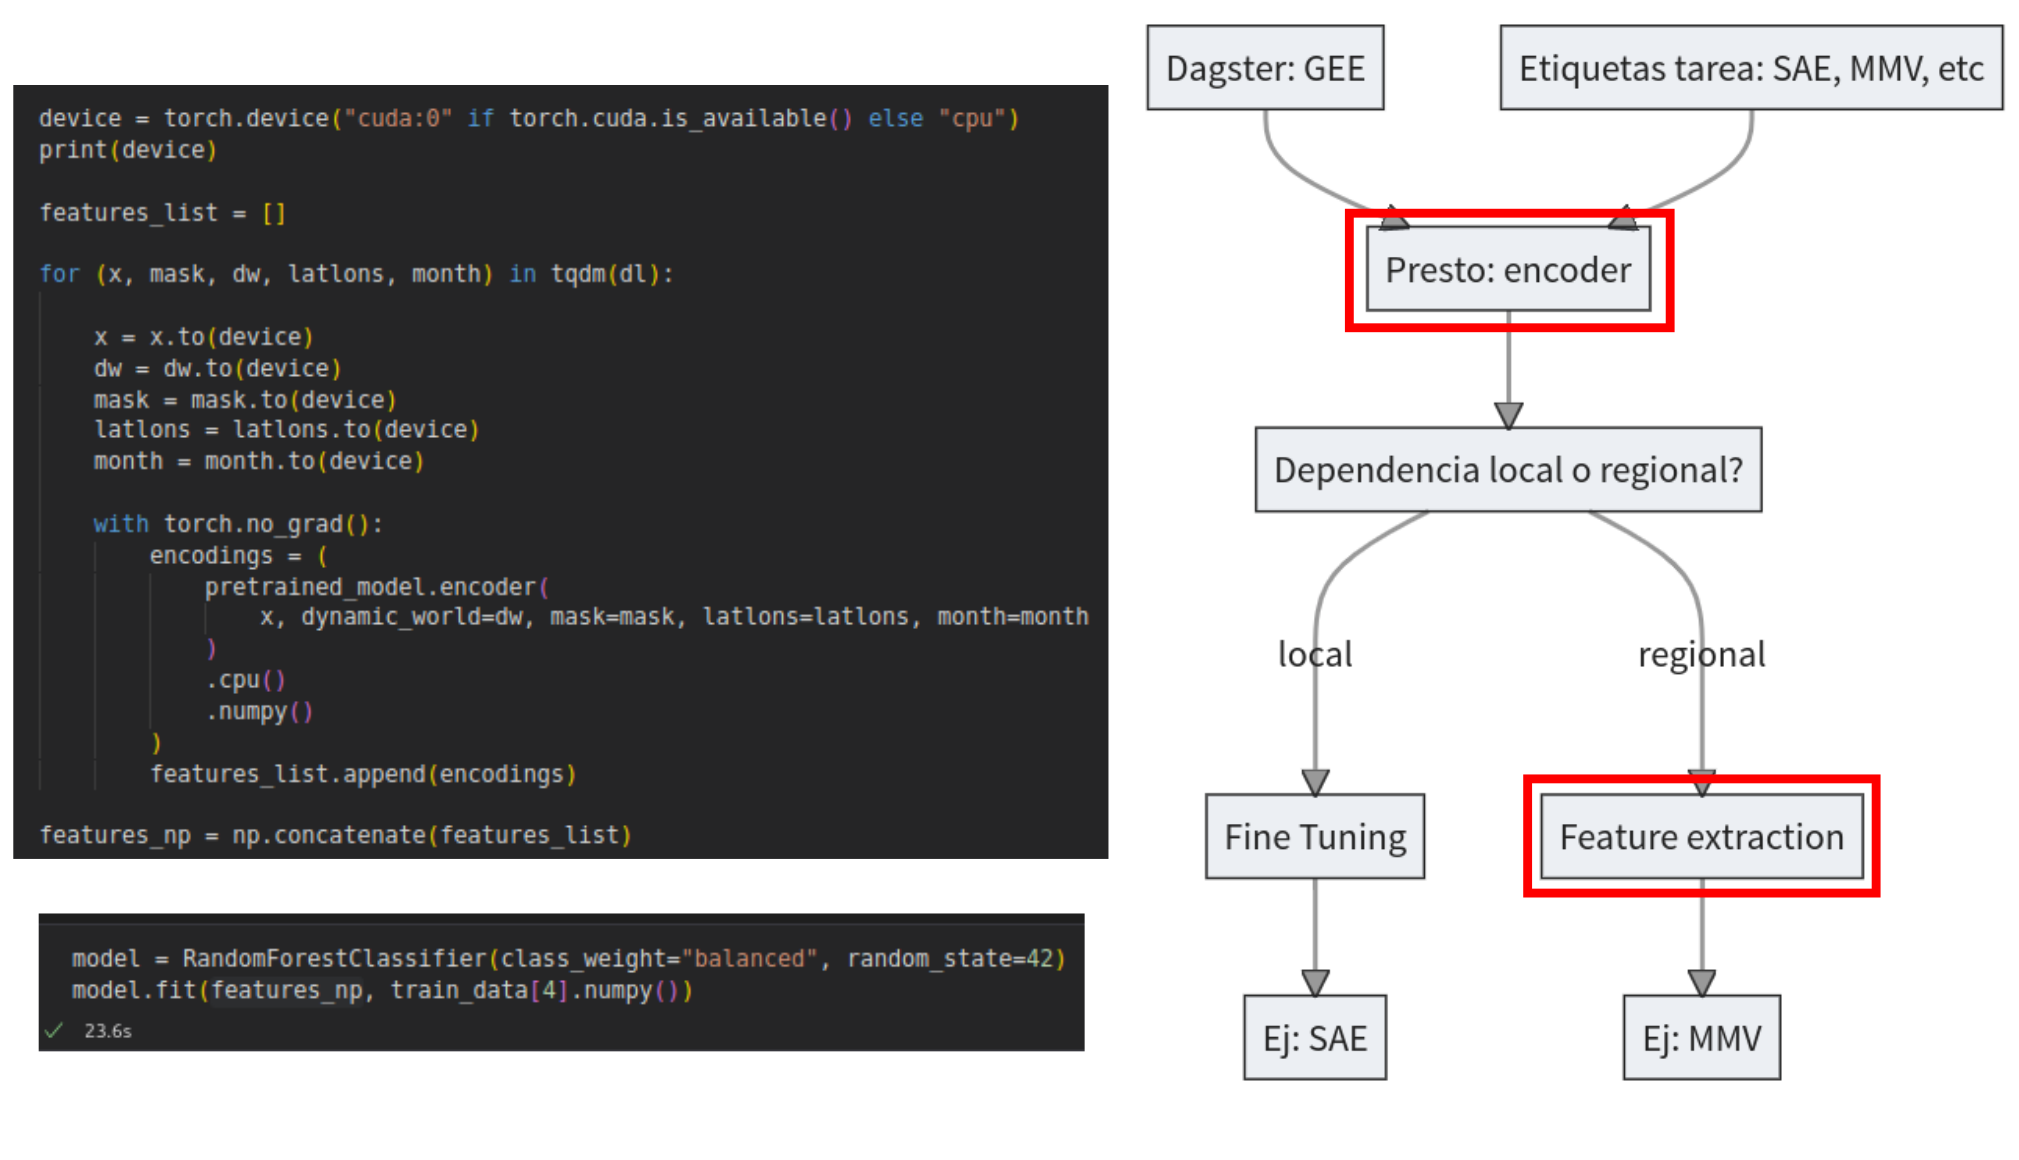 device = torch.device("cuda:0" if torch.cuda.is_available() else "cpu")
print(device)
features_list = []
for (x, mask, dw, latlons, month) in tqdm(dl):
x = x.to(device)
dw = dw.to(device)
mask = mask.to(device)
latlons = latlons.to(device)
month = month.to(device)
with torch.no_grad():
encodings = (
pretrained_model.encoder(
x, dynamic_world=dw, mask=mask, latlons=latlons, month=month
)
.cpu()
.numpy()
)
features_list.append(encodings)
features_np = np.concatenate(features_list)
model = RandomForestClassifier(class_weight="balanced", random_state=42)
model.fit(features_np, train_data[4].numpy())
23.6s
Dagster: GEE
Etiquetas tarea: SAE, MMV, etc
Presto: encoder
Dependencia local o regional?
local
regional
Fine Tuning
Feature extraction
Ej: SAE
Ej: MMV